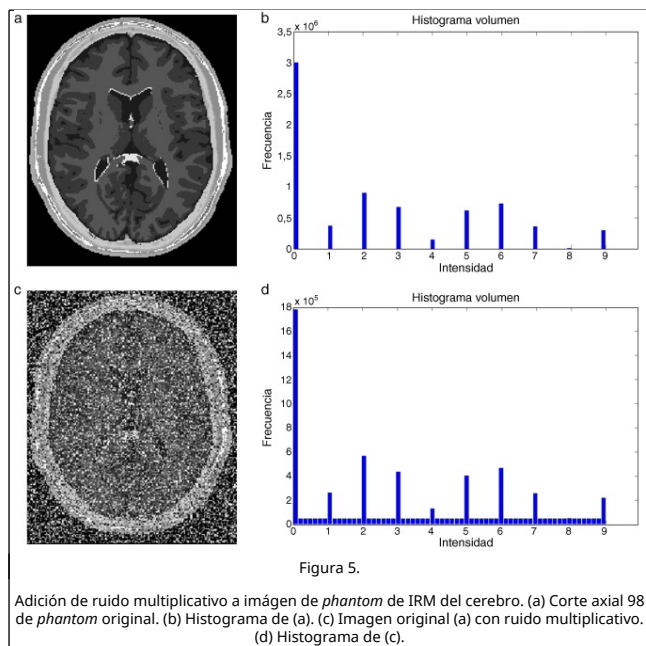 a
b
Histograma volumen
x 10⁶
3,5
3
2,5
2
1,5
1
0,5
0
Frecuencia
0 1 2 3 4 5 6 7 8 9
Intensidad
c
d
Histograma volumen
x 10⁵
18
16
14
12
10
8
6
4
2
0
Frecuencia
0 1 2 3 4 5 6 7 8 9
Intensidad
Figura 5.
Adición de ruido multiplicativo a imágen de phantom de IRM del cerebro. (a) Corte axial 98
de phantom original. (b) Histograma de (a). (c) Imagen original (a) con ruido multiplicativo.
(d) Histograma de (c).